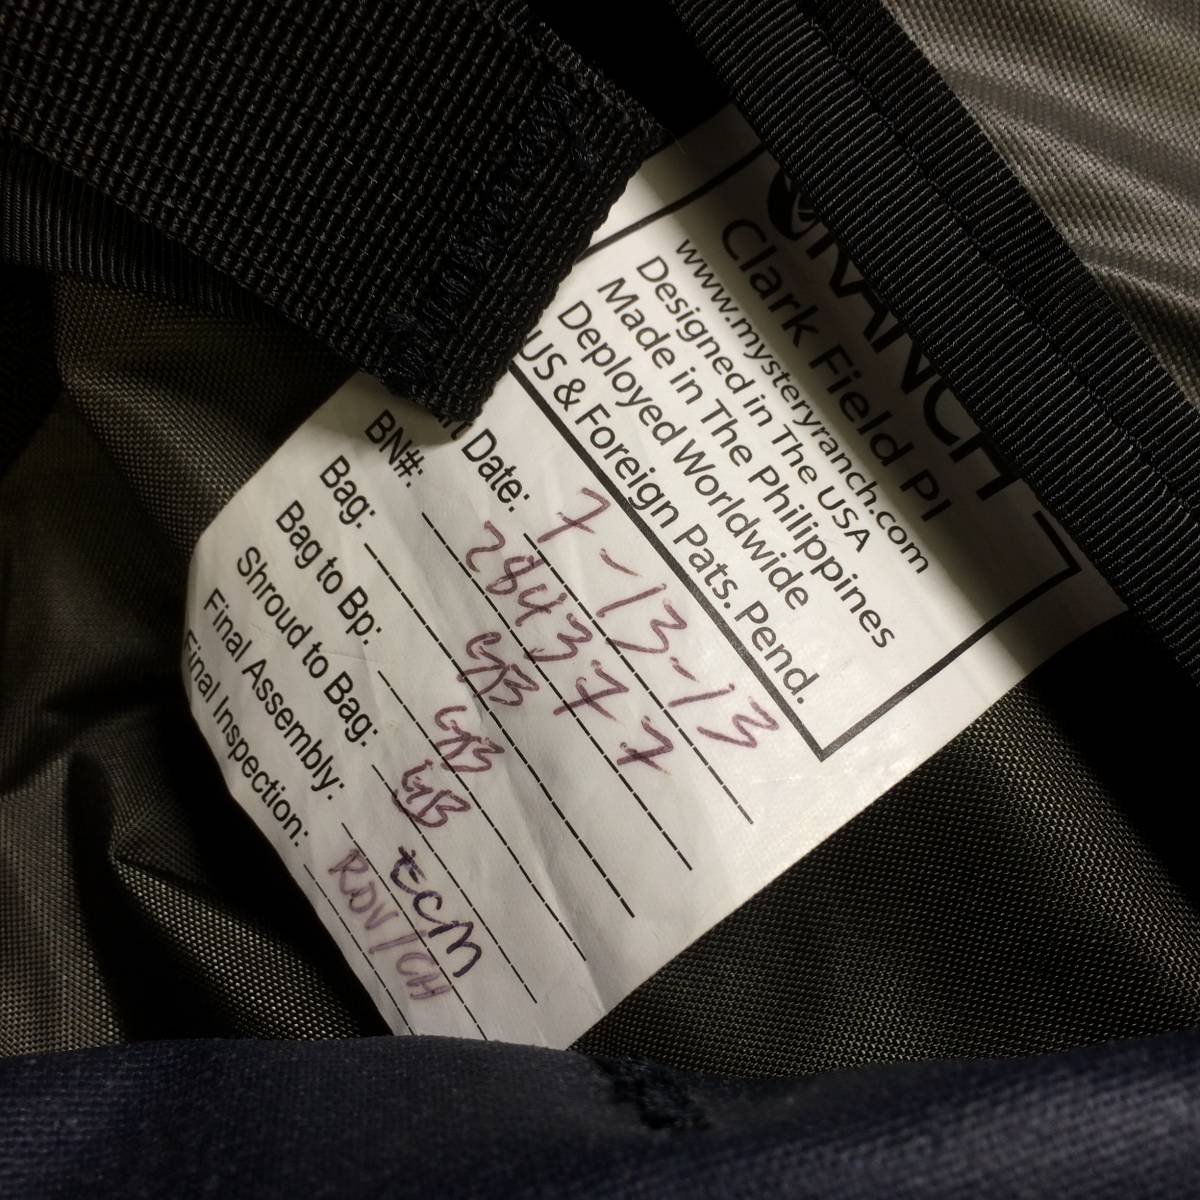 RANCH
Clark Field PI
www.mysteryranch.com
Designed in The USA
Made in The Philippines
Deployed Worldwide
US & Foreign Pats. Pend.
Date: 7-13-13
BN#: 284377
Bag: GB
Bag to Bp: GB
Shroud to Bag: GB
Final Assembly: ECM
Final Inspection: RDV/GH